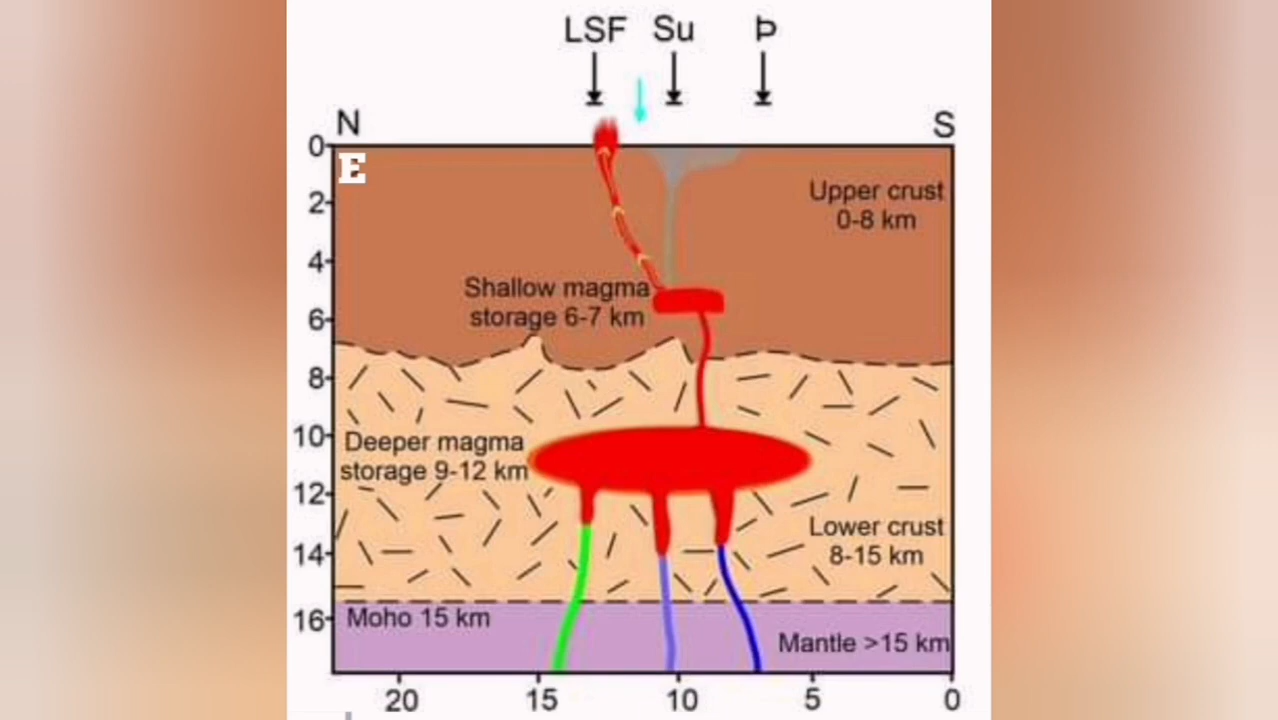 LSF Su Þ
N S
0
E
Upper crust
0-8 km
2
4
Shallow magma
storage 6-7 km
6
8
10
Deeper magma
storage 9-12 km
12
Lower crust
8-15 km
14
16
Moho 15 km
Mantle >15 km
20 15 10 5 0